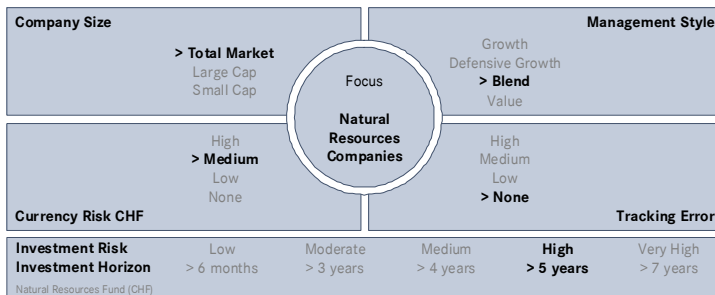 Company Size
> Total Market
Large Cap
Small Cap
Management Style
Growth
Defensive Growth
> Blend
Value
Focus
Natural
Resources
Companies
High
> Medium
Low
None
Currency Risk CHF
High
Medium
Low
> None
Tracking Error
Investment Risk Low Moderate Medium High Very High
Investment Horizon > 6 months > 3 years > 4 years > 5 years > 7 years
Natural Resources Fund (CHF)